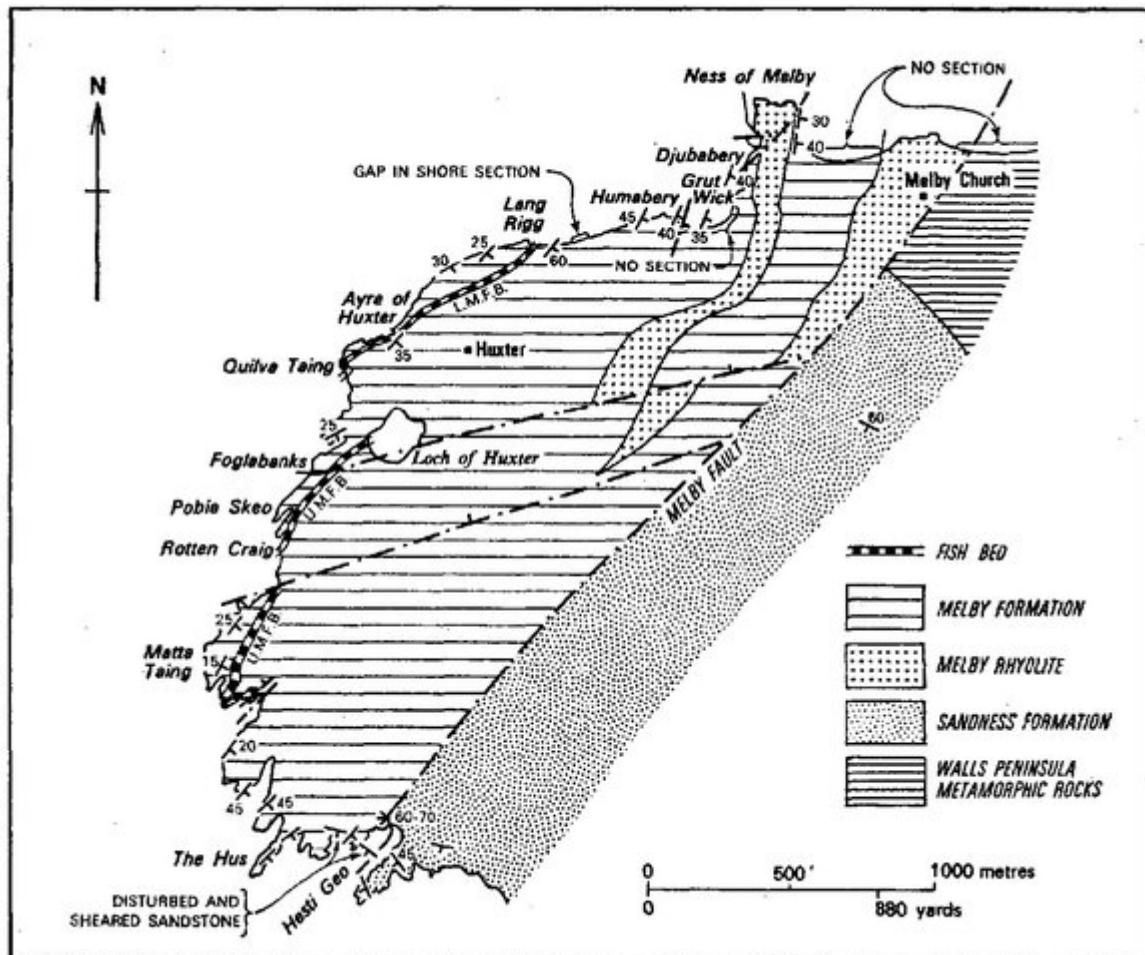 N
Ness of Melby
NO SECTION
30
40
Djubabery
GAP IN SHORE SECTION
Grut
Wick
40
Melby Church
Humabery
45
40
35
Lang
Rigg
25
30
60
NO SECTION
L.M.F.B.
Ayre of
Huxter
35
Huxter
Quilva Taing
25
60
Foglabanks
Loch of Huxter
U.M.F.B.
Pobie Skeo
MELBY FAULT
Rotten Craig
FISH BED
25
U.M.F.B.
MELBY FORMATION
Matta
Taing
15
MELBY RHYOLITE
20
SANDNESS FORMATION
45
45
WALLS PENINSULA
METAMORPHIC ROCKS
60-70
The Hus
45
Hesti Geo
DISTURBED AND
SHEARED SANDSTONE
0 500 1000 metres
0 880 yards